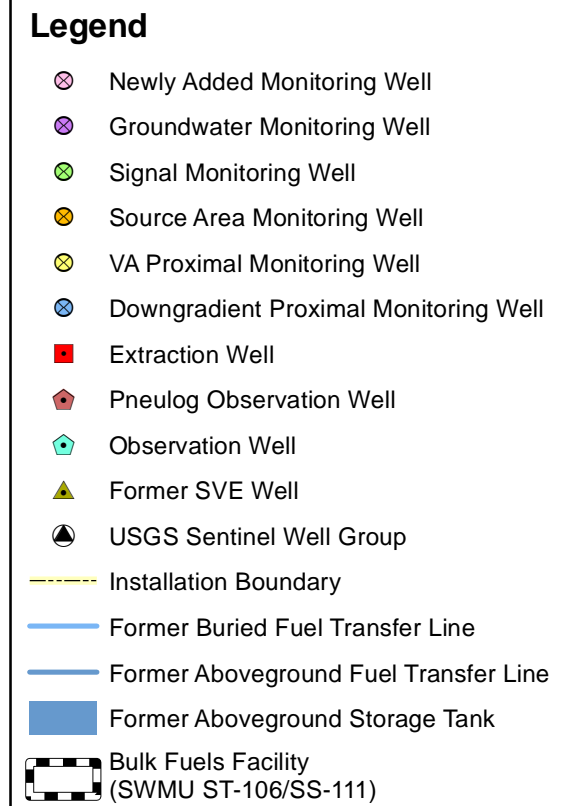 Legend
Newly Added Monitoring Well
Groundwater Monitoring Well
Signal Monitoring Well
Source Area Monitoring Well
VA Proximal Monitoring Well
Downgradient Proximal Monitoring Well
Extraction Well
Pneulog Observation Well
Observation Well
Former SVE Well
USGS Sentinel Well Group
Installation Boundary
Former Buried Fuel Transfer Line
Former Aboveground Fuel Transfer Line
Former Aboveground Storage Tank
Bulk Fuels Facility
(SWMU ST-106/SS-111)